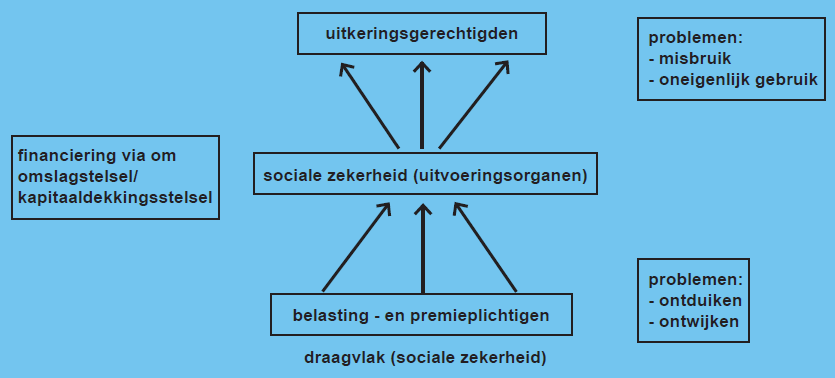 uitkeringsgerechtigden
problemen:
- misbruik
- oneigenlijk gebruik
financiering via om
omslagstelsel/
kapitaaldekkingsstelsel
sociale zekerheid (uitvoeringsorganen)
belasting - en premieplichtigen
draagvlak (sociale zekerheid)
problemen:
- ontduiken
- ontwijken